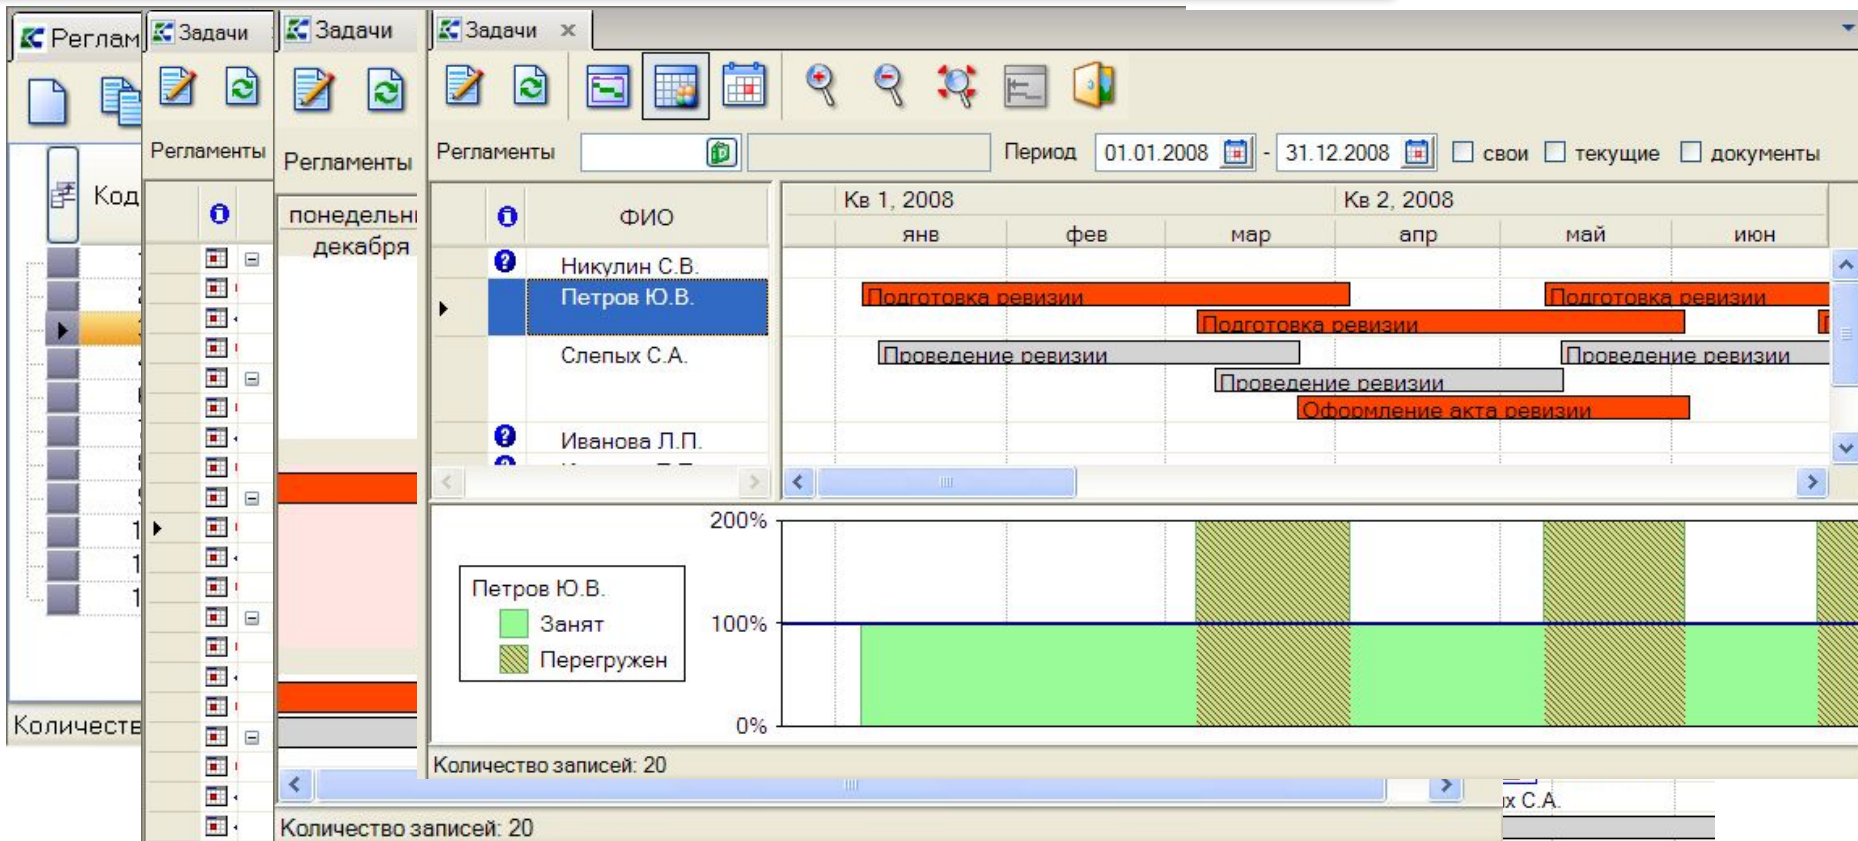 Реглам
Задачи
Задачи
Задачи
Регламенты
Регламенты
Регламенты
Период 01.01.2008 - 31.12.2008 свои текущие документы
Код
понедельн
декабря
ФИО
Кв 1, 2008 Кв 2, 2008
янв фев мар апр май июн
Никулин С.В.
Петров Ю.В.
Подготовка ревизии Подготовка ревизии
Подготовка ревизии
Слепых С.А.
Проведение ревизии Проведение ревизии
Проведение ревизии
Оформление акта ревизии
Иванова Л.П.
200%
Петров Ю.В.
Занят
100%
Перегружен
0%
Количеств
Количество записей: 20
х С.А.
Количество записей: 20